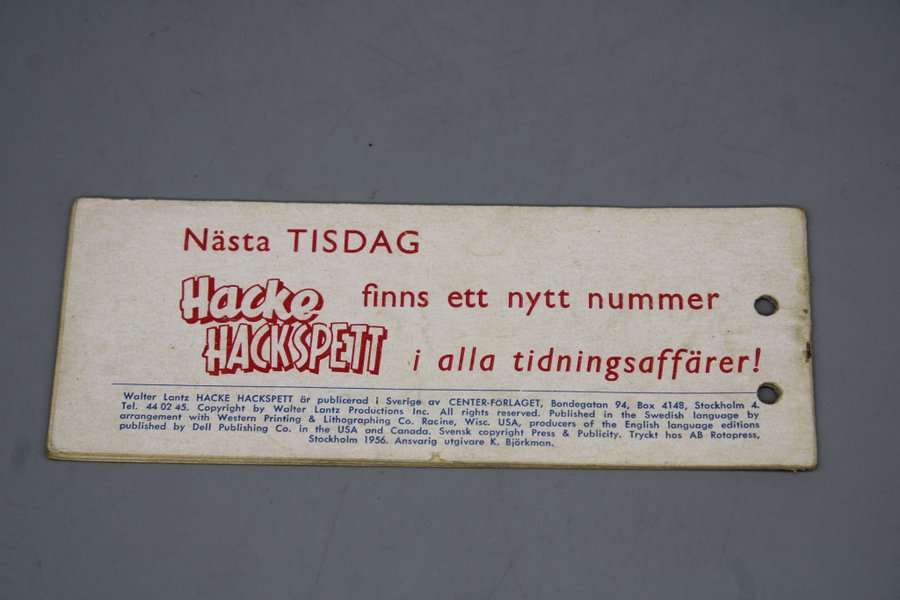 Nästa TISDAG
Hacke finns ett nytt nummer
HACKSPETT i alla tidningsaffärer!
Walter Lantz HACKE HACKSPETT är publicerad i Sverige av CENTER-FÖRLAGET, Bondegatan 94, Box 4148, Stockholm 4.
Tel. 44 02 45. Copyright by Walter Lantz Productions Inc. All rights reserved. Published in the Swedish language by
arrangement with Western Printing & Lithographing Co. Racine, Wisc. USA, producers of the English language editions
published by Dell Publishing Co. in the USA and Canada. Svensk copyright Press & Publicity. Tryckt hos AB Rotopress,
Stockholm 1956. Ansvarig utgivare K. Björkman.